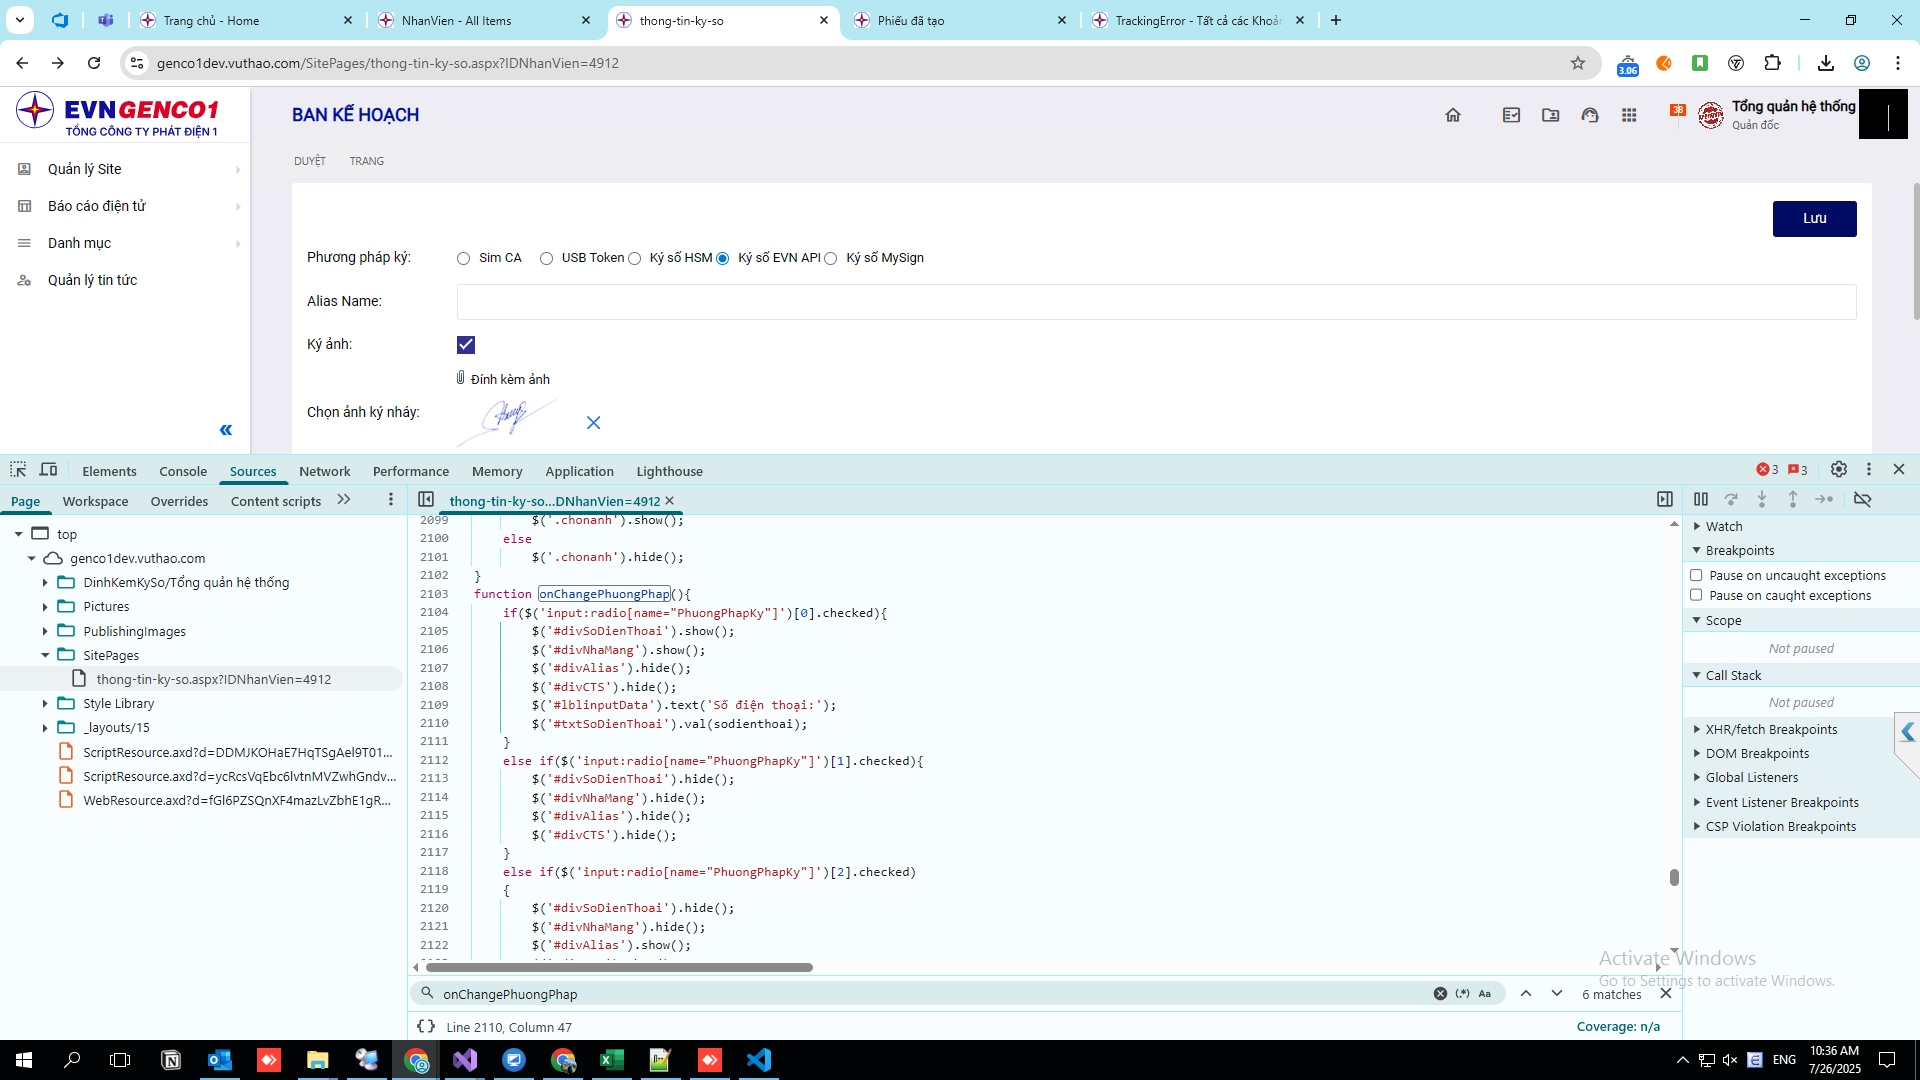 Trang chủ - Home
NhanVien - All Items
thong-tin-ky-so
Phiếu đã tạo
TrackingError - Tất cả các Khoản
genco1dev.vuthao.com/SitePages/thong-tin-ky-so.aspx?IDNhanVien=4912
3.06
EVNGENCO1
TỔNG CÔNG TY PHÁT ĐIỆN 1
BAN KẾ HOẠCH
38
Tổng quản hệ thống
Quản đốc
DUYỆT TRANG
Quản lý Site
Báo cáo điện tử
Danh mục
Quản lý tin tức
«
Lưu
Phương pháp ký: Sim CA USB Token Ký số HSM Ký số EVN API Ký số MySign
Alias Name:
Ký ảnh:
Đính kèm ảnh
Chọn ảnh ký nháy:
Elements Console Sources Network Performance Memory Application Lighthouse
3 3
Page Workspace Overrides Content scripts
thong-tin-ky-so...DNhanVien=4912
top
genco1dev.vuthao.com
DinhKemKySo/Tổng quản hệ thống
Pictures
PublishingImages
SitePages
thong-tin-ky-so.aspx?IDNhanVien=4912
Style Library
_layouts/15
ScriptResource.axd?d=DDMJKOHaE7HqTSgAel9T01...
ScriptResource.axd?d=ycRcsVqEbc6lvtnMVZwhGndv...
WebResource.axd?d=fGl6PZSQnXF4mazLvZbhE1gR...
2099 $('.chonanh').show();
2100 else
2101 $('.chonanh').hide();
2102 }
2103 function onChangePhuongPhap(){
2104 if($('input:radio[name="PhuongPhapKy"]')[0].checked){
2105 $('#divSoDienThoai').show();
2106 $('#divNhaMang').show();
2107 $('#divAlias').hide();
2108 $('#divCTS').hide();
2109 $('#lblinputData').text('Số điện thoại:');
2110 $('#txtSoDienThoai').val(sodienthoai);
2111 }
2112 else if($('input:radio[name="PhuongPhapKy"]')[1].checked){
2113 $('#divSoDienThoai').hide();
2114 $('#divNhaMang').hide();
2115 $('#divAlias').hide();
2116 $('#divCTS').hide();
2117 }
2118 else if($('input:radio[name="PhuongPhapKy"]')[2].checked)
2119 {
2120 $('#divSoDienThoai').hide();
2121 $('#divNhaMang').hide();
2122 $('#divAlias').show();
Watch
Breakpoints
Pause on uncaught exceptions
Pause on caught exceptions
Scope
Not paused
Call Stack
Not paused
XHR/fetch Breakpoints
DOM Breakpoints
Global Listeners
Event Listener Breakpoints
CSP Violation Breakpoints
onChangePhuongPhap
(.*) Aa
6 matches
{} Line 2110, Column 47
Coverage: n/a
Activate Windows
Go to Settings to activate Windows.
ENG
10:36 AM
7/26/2025